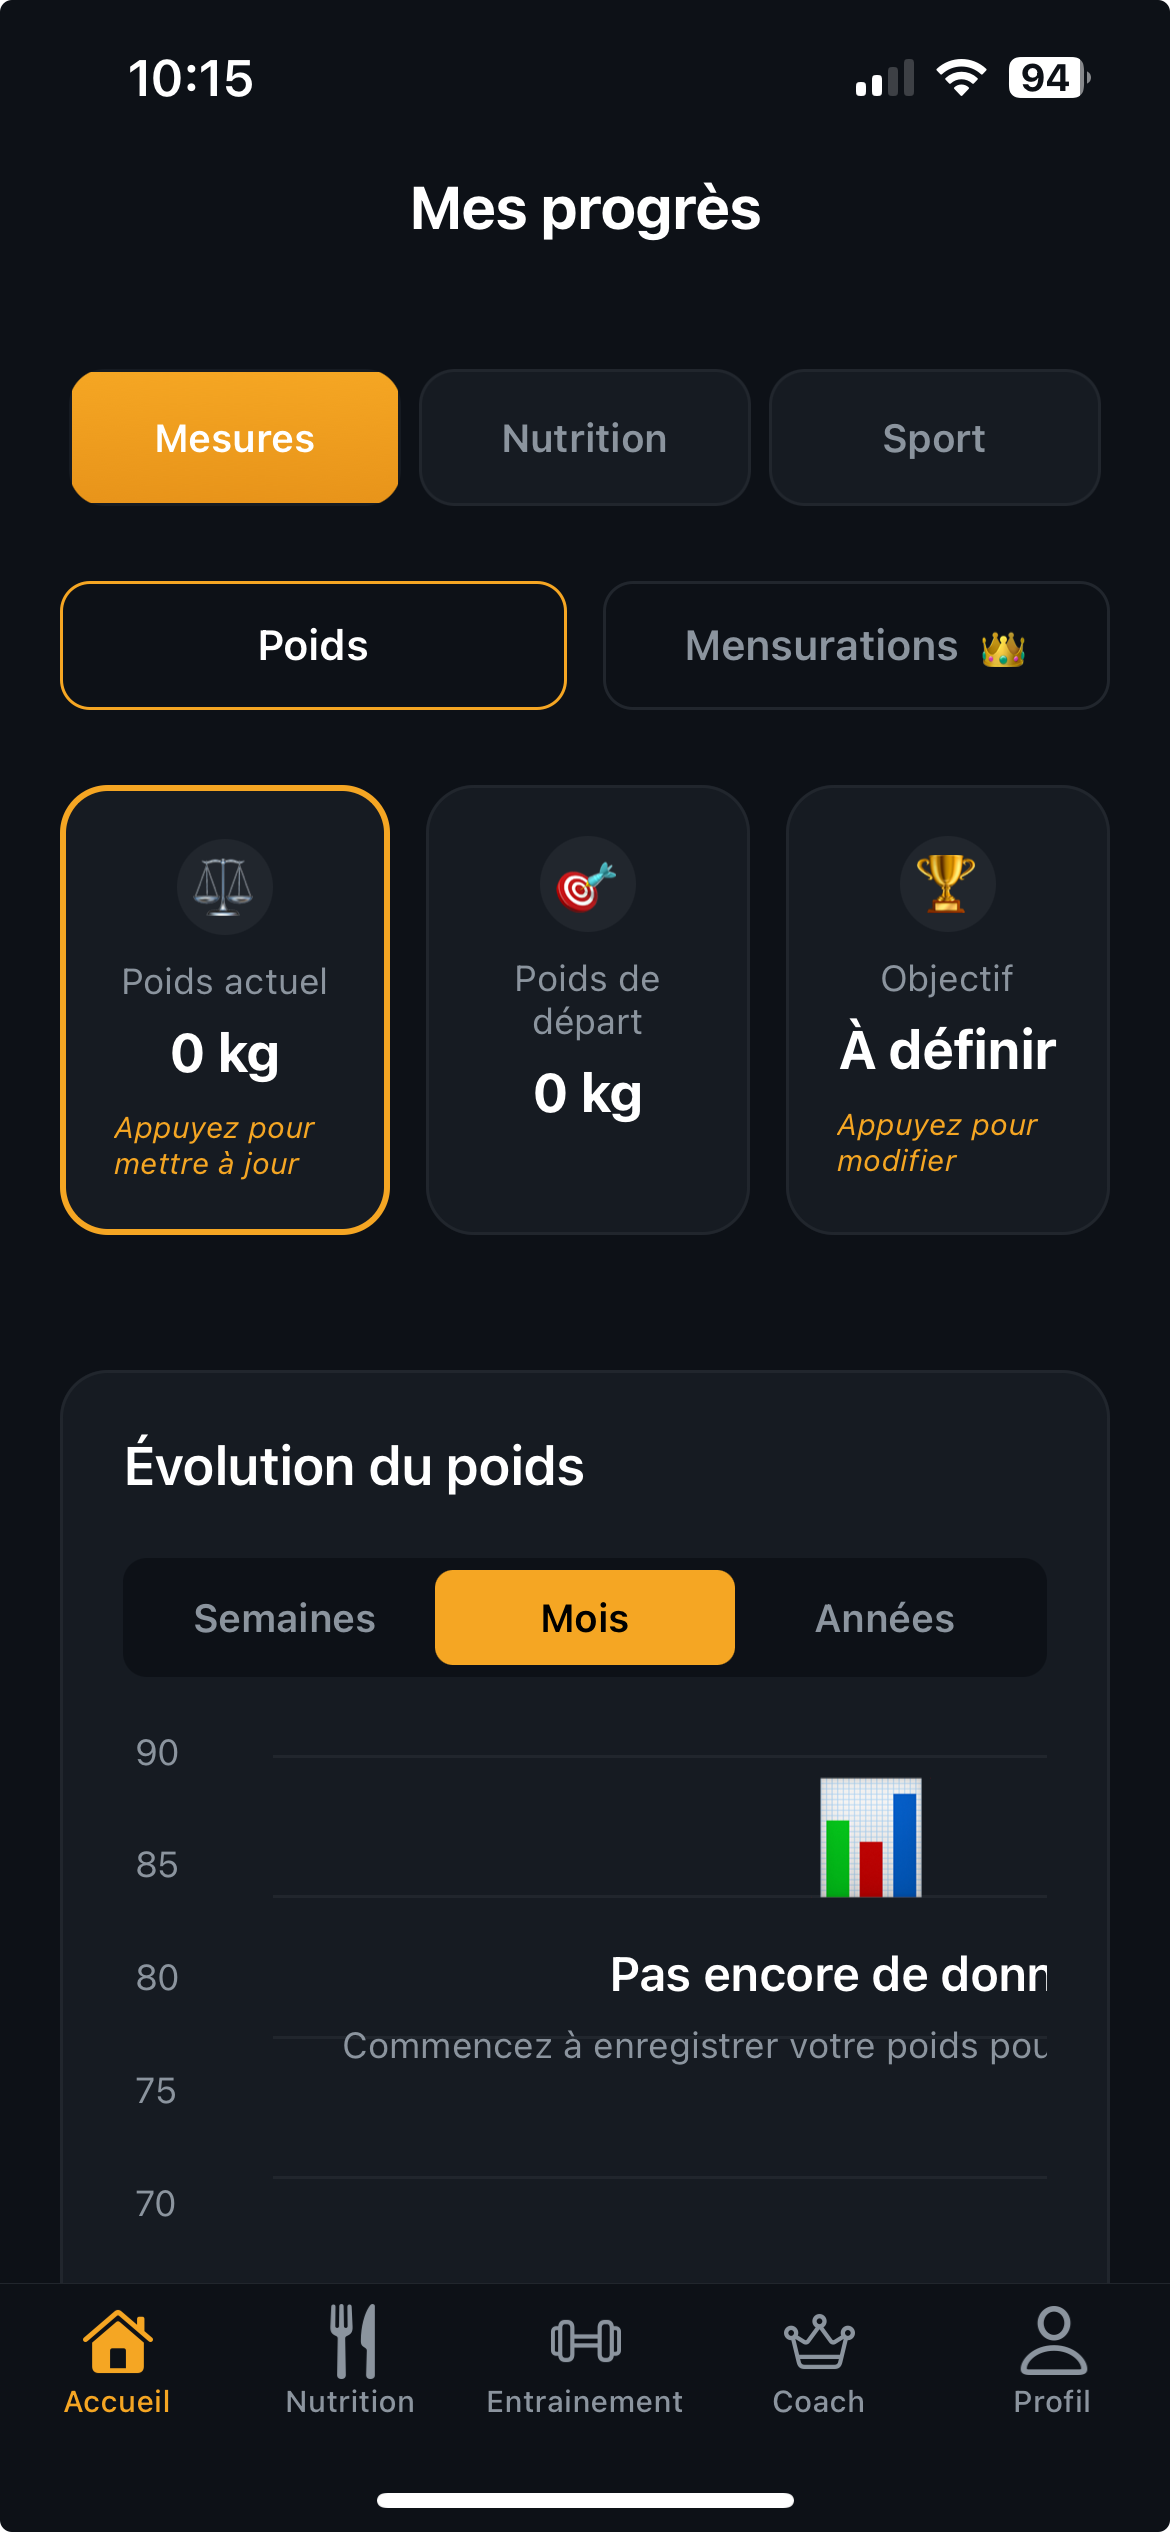 10:15
94
Mes progrès
Mesures
Nutrition
Sport
Poids
Mensurations
Poids actuel
0 kg
Appuyez pour
mettre à jour
Poids de
départ
0 kg
Objectif
À définir
Appuyez pour
modifier
Évolution du poids
Semaines
Mois
Années
90
85
80
75
70
Pas encore de donn
Commencez à enregistrer votre poids pou
Accueil
Nutrition
Entrainement
Coach
Profil